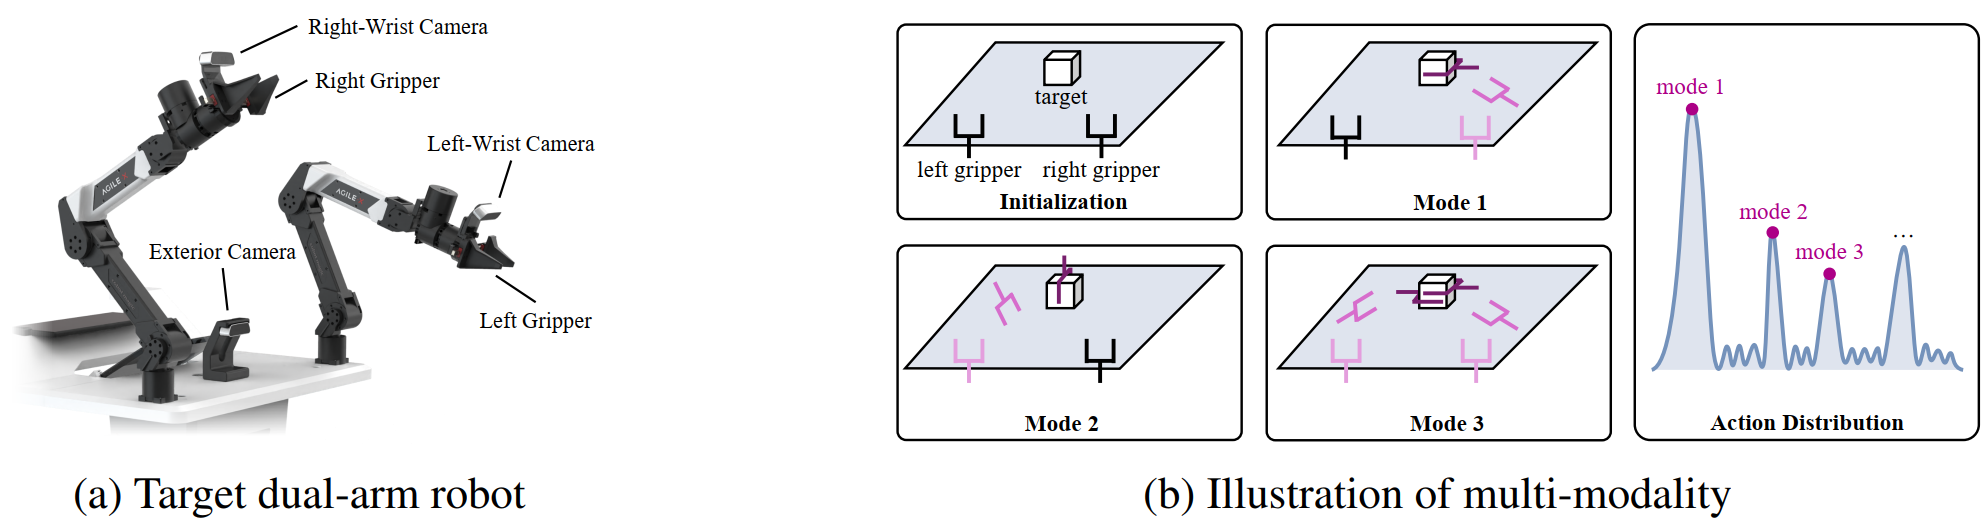 Right-Wrist Camera
Right Gripper
Left-Wrist Camera
Exterior Camera
Left Gripper
AGILE
AGILE
(a) Target dual-arm robot
target
left gripper
right gripper
Initialization
Mode 1
Mode 2
Mode 3
mode 1
mode 2
mode 3
...
Action Distribution
(b) Illustration of multi-modality